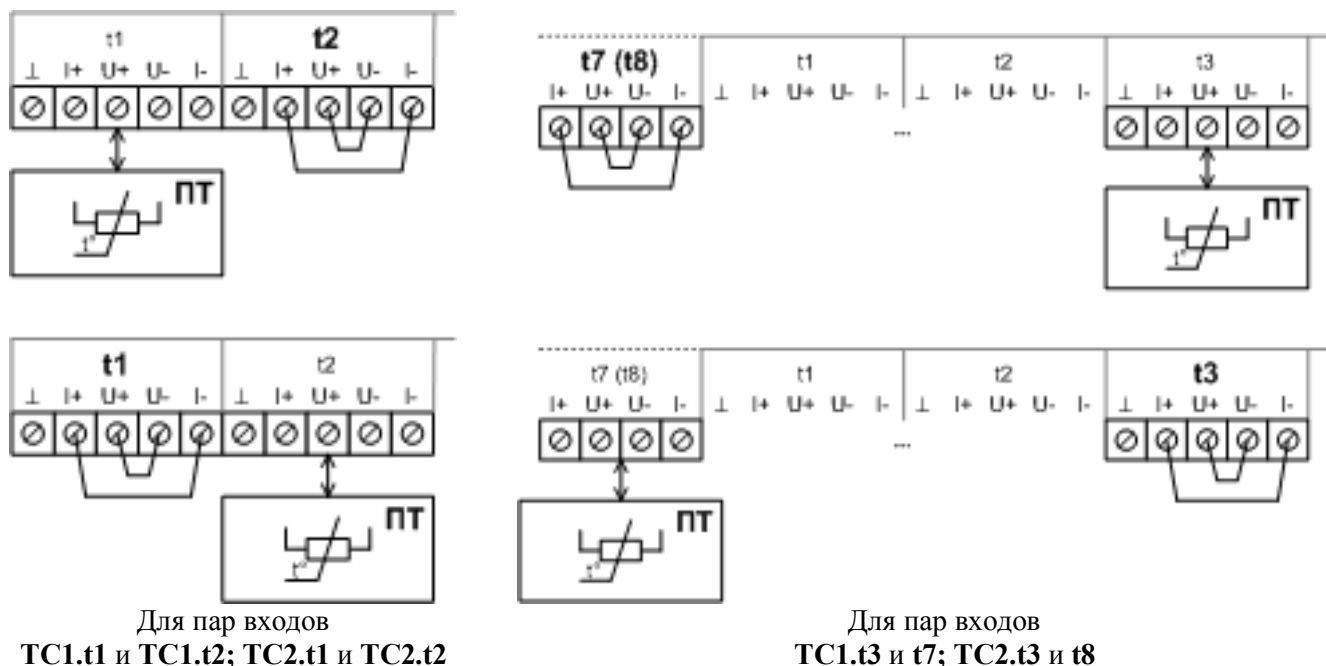 t1 t2
⊥ I+ U+ U- I- ⊥ I+ U+ U- I-
ПТ
t°
t7 (t8) t1 t2 t3
I+ U+ U- I- ⊥ I+ U+ U- I- ⊥ I+ U+ U- I- ⊥ I+ U+ U- I-
...
ПТ
t°
t1 t2
⊥ I+ U+ U- I- ⊥ I+ U+ U- I-
ПТ
t°
t7 (t8) t1 t2 t3
I+ U+ U- I- ⊥ I+ U+ U- I- ⊥ I+ U+ U- I- ⊥ I+ U+ U- I-
...
ПТ
t°
Для пар входов
ТС1.t1 и ТС1.t2; ТС2.t1 и ТС2.t2
Для пар входов
ТС1.t3 и t7; ТС2.t3 и t8